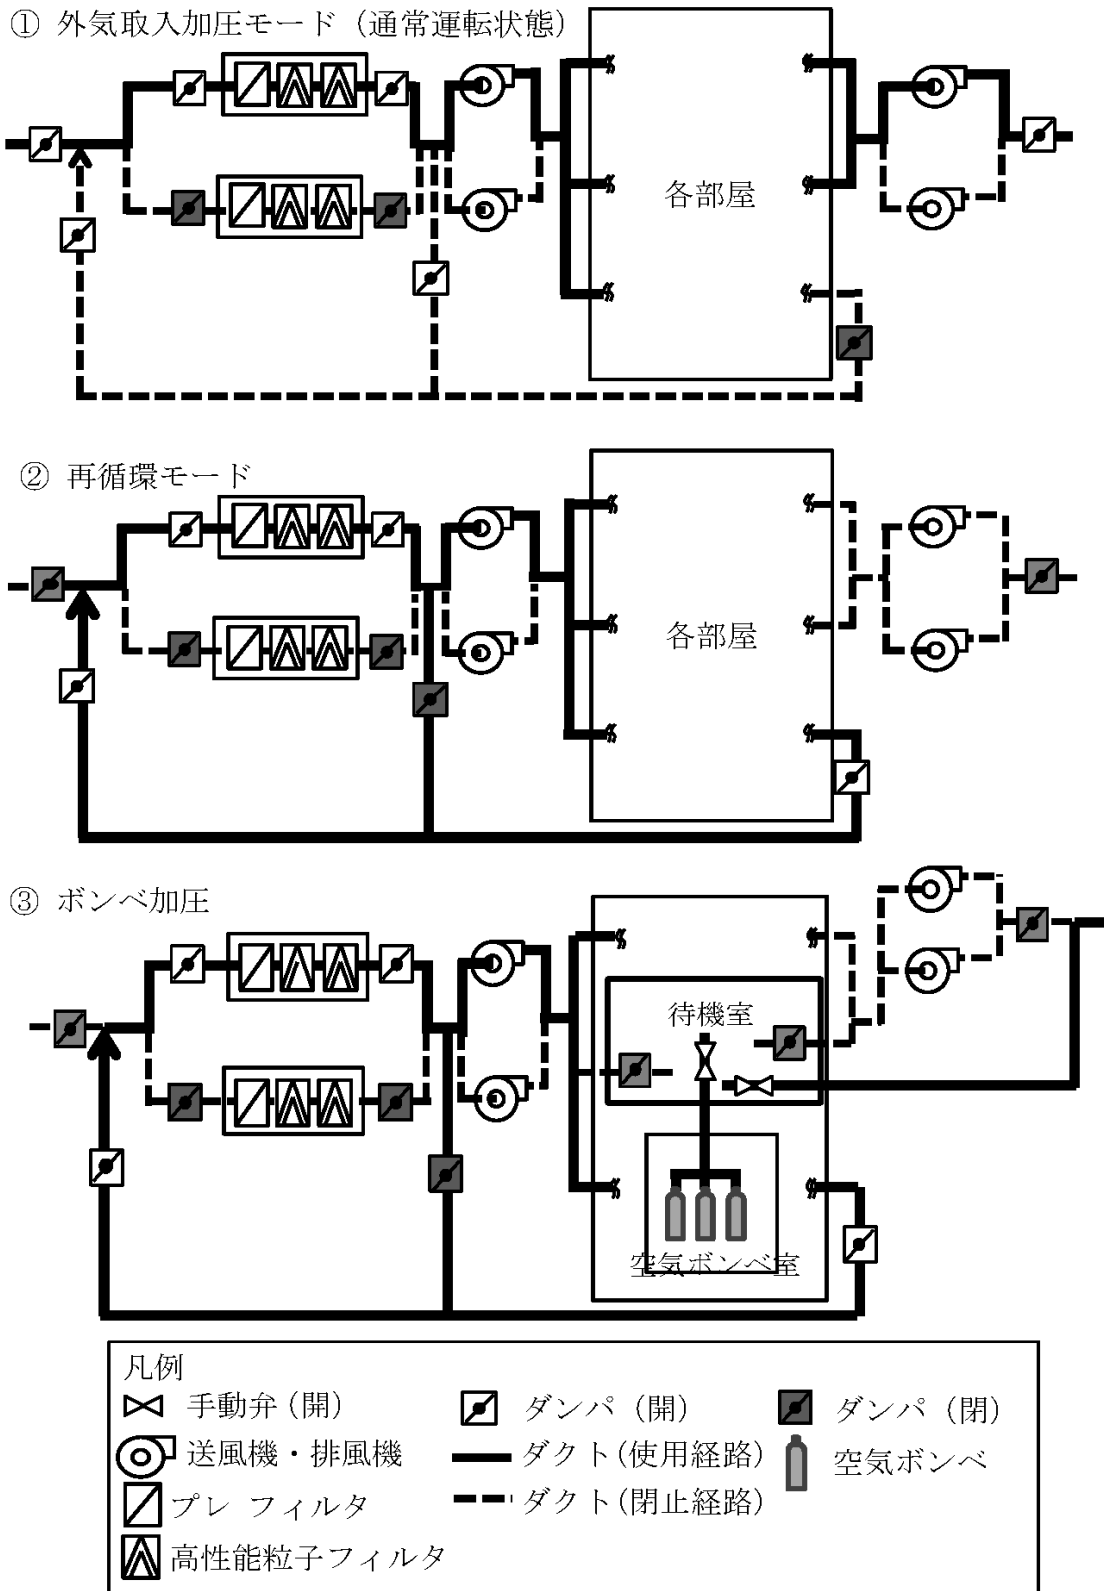 ① 外気取入加圧モード（通常運転状態）
各部屋
② 再循環モード
各部屋
③ ボンベ加圧
待機室
空気ボンベ室
凡例
手動弁（開）
ダンパ（開）
ダンパ（閉）
送風機・排風機
ダクト(使用経路)
空気ボンベ
プレ フィルタ
ダクト(閉止経路)
高性能粒子フィルタ